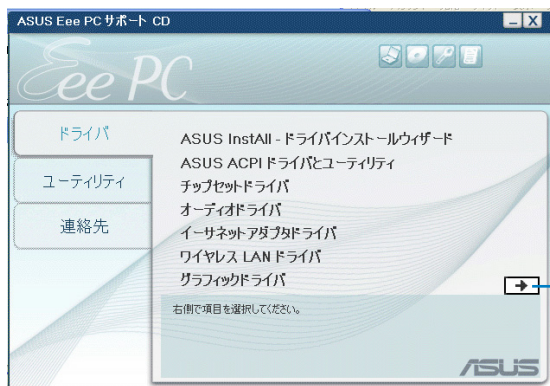 ASUS Eee PC サポート CD
Eee PC
ドライバ
ユーティリティ
連絡先
ASUS InstAll - ドライバインストールウィザード
ASUS ACPI ドライバとユーティリティ
チップセットドライバ
オーディオドライバ
イーサネットアダプタドライバ
ワイヤレス LAN ドライバ
グラフィックドライバ
右側で項目を選択してください。
ASUS